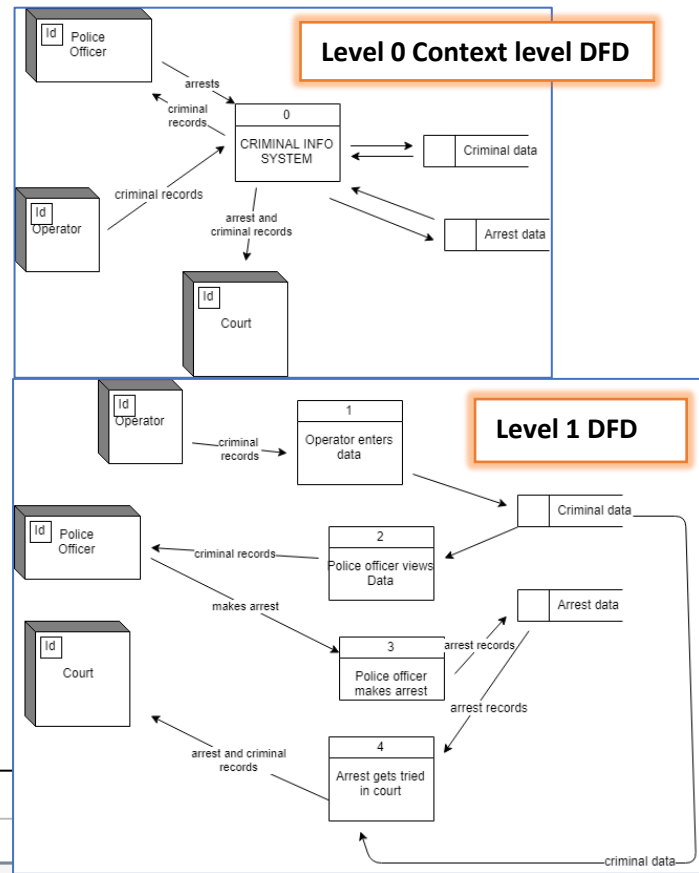 Level 0 Context level DFD
Id
Police
Officer
arrests
criminal
records
0
CRIMINAL INFO
SYSTEM
Criminal data
Id
Operator
criminal records
arrest and
criminal records
Arrest data
Id
Court
Level 1 DFD
Id
Operator
criminal
records
1
Operator enters
data
Criminal data
Id
Police
Officer
criminal records
2
Police officer views
Data
makes arrest
Arrest data
Id
Court
3
Police officer
makes arrest
arrest records
arrest records
arrest and criminal
records
4
Arrest gets tried
in court
criminal data